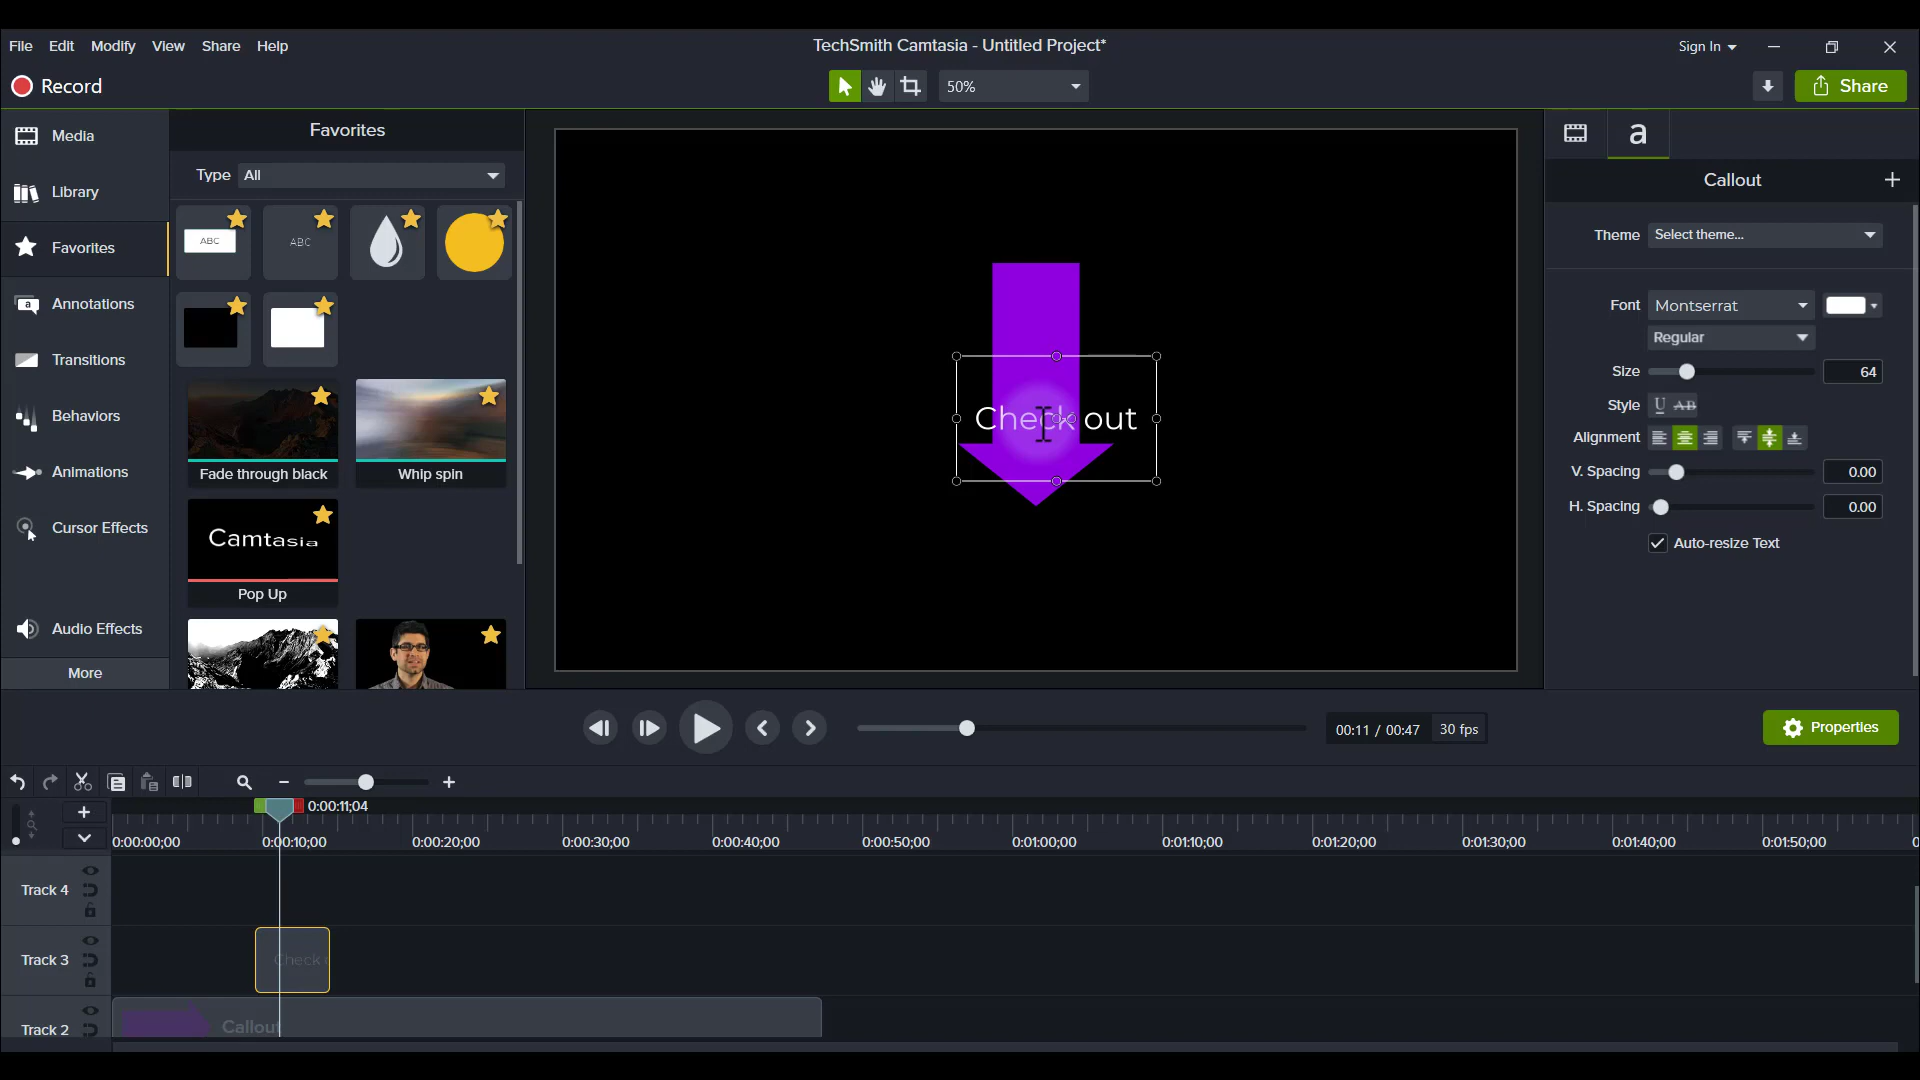 File Edit Modify View Share Help
TechSmith Camtasia - Untitled Project*
Sign In
Record
50%
Share
Media
Library
Favorites
Annotations
Transitions
Behaviors
Animations
Cursor Effects
Audio Effects
More
Favorites
Type All
ABC ABC
Fade through black Whip spin
Camtasia
Pop Up
Check out
a
Callout
Theme Select theme...
Font Montserrat
Regular
Size 64
Style U AB
Alignment
V. Spacing 0.00
H. Spacing 0.00
Auto-resize Text
00:11 / 00:47 30 fps
Properties
0:00:11;04
0:00:00;00 0:00:10;00 0:00:20;00 0:00:30;00 0:00:40;00 0:00:50;00 0:01:00;00 0:01:10;00 0:01:20;00 0:01:30;00 0:01:40;00 0:01:50;00
Track 4
Track 3 Check
Track 2 Callout